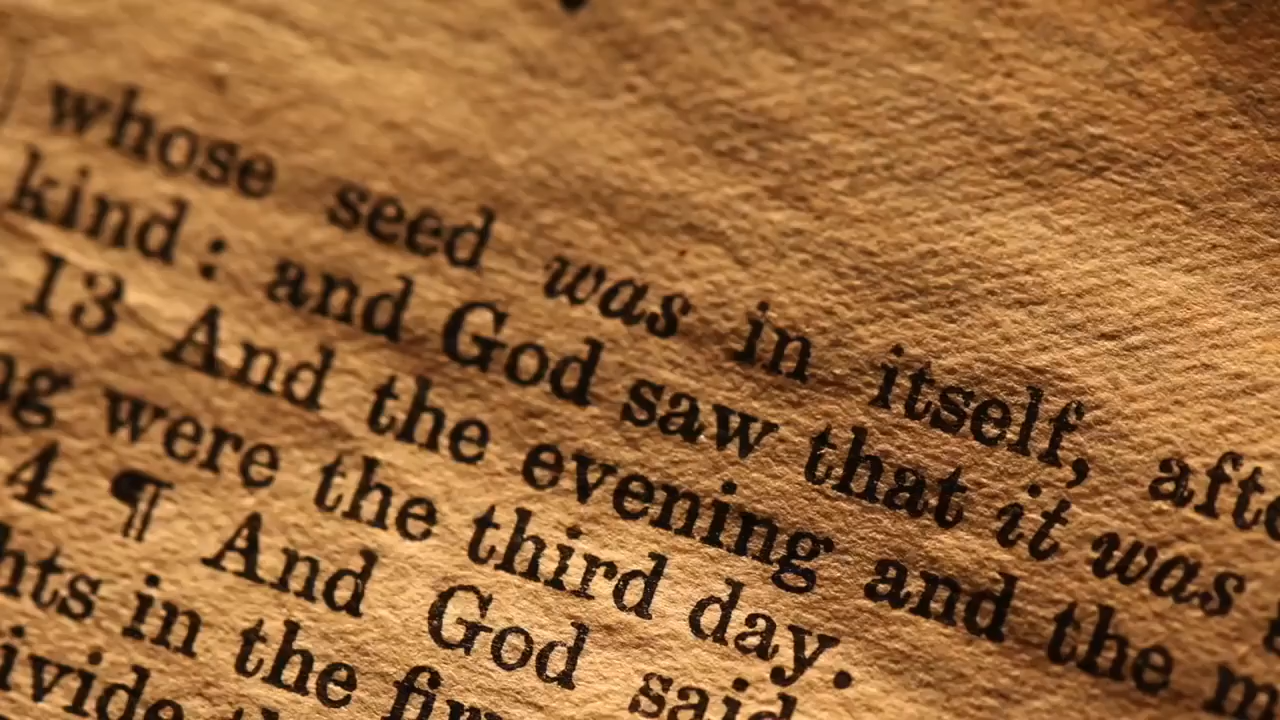 whose seed was in itself,
kind: and God saw that it was
13 And the evening and the
were the third day.
4 ¶ And God said
in the